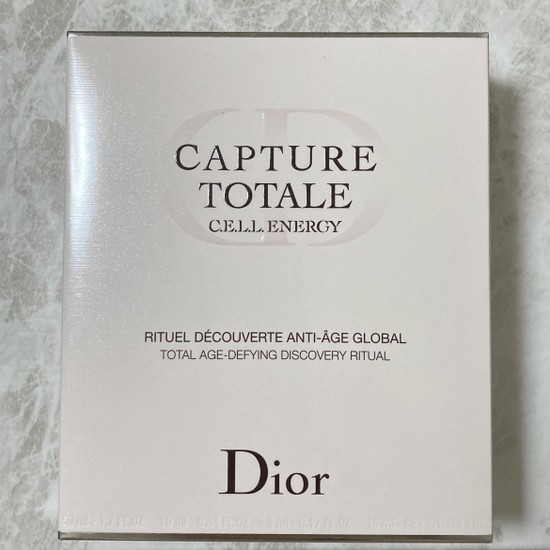 CAPTURE
TOTALE
C.E.L.L. ENERGY
RITUEL DÉCOUVERTE ANTI-ÂGE GLOBAL
TOTAL AGE-DEFYING DISCOVERY RITUAL
Dior